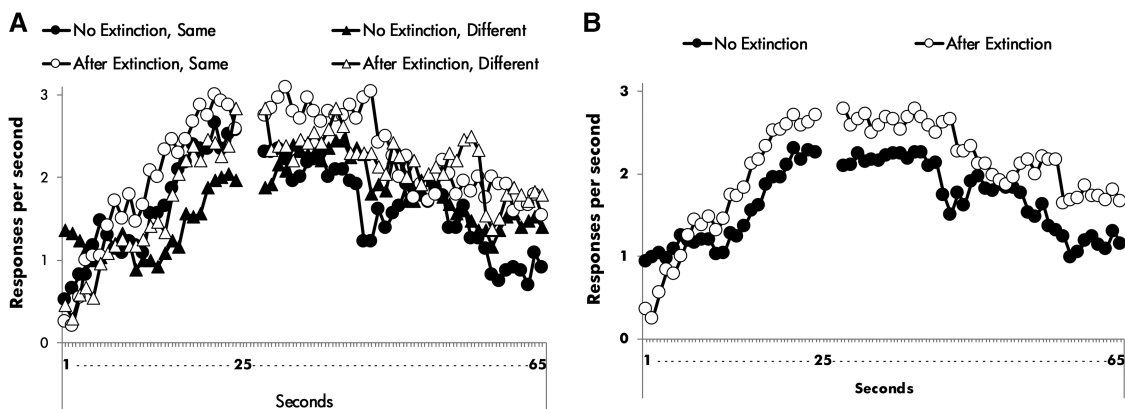 A
No Extinction, Same
No Extinction, Different
After Extinction, Same
After Extinction, Different
Responses per second
3
2
1
0
1
25
65
Seconds
B
No Extinction
After Extinction
Responses per second
3
2
1
0
1
25
65
Seconds